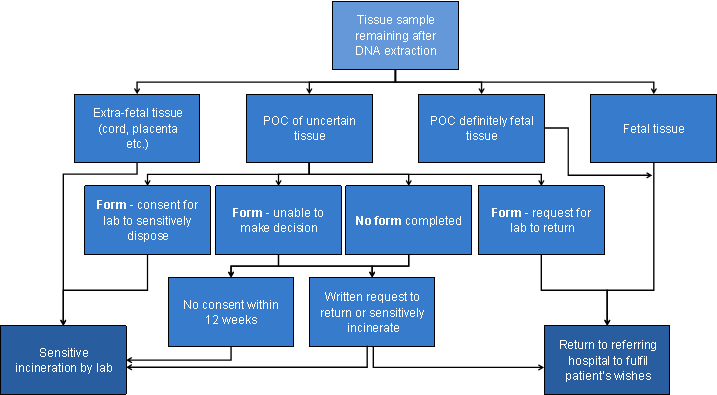 Tissue sample
remaining after
DNA extraction
Extra-fetal tissue
(cord, placenta
etc.)
POC of uncertain
tissue
POC definitely fetal
tissue
Fetal tissue
Form - consent for
lab to sensitively
dispose
Form - unable to
make decision
No form completed
Form - request for
lab to return
No consent within
12 weeks
Written request to
return or sensitively
incinerate
Sensitive
incineration by lab
Return to referring
hospital to fulfil
patient's wishes